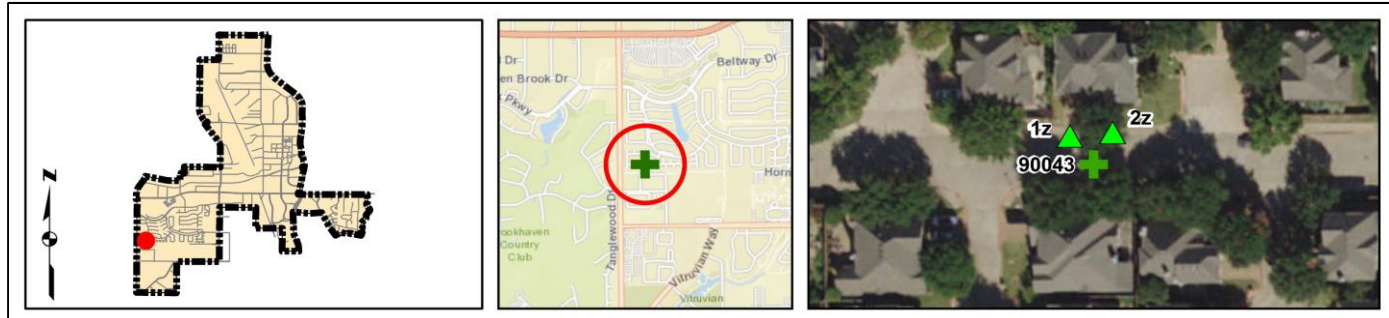 N
Beltway Dr
l Dr
en Brook Dr
Pkwy
Horn
Tanglewood Dr
rookhaven
Country
Club
Vitruvian Way
Vitruvian
1z
2z
90043